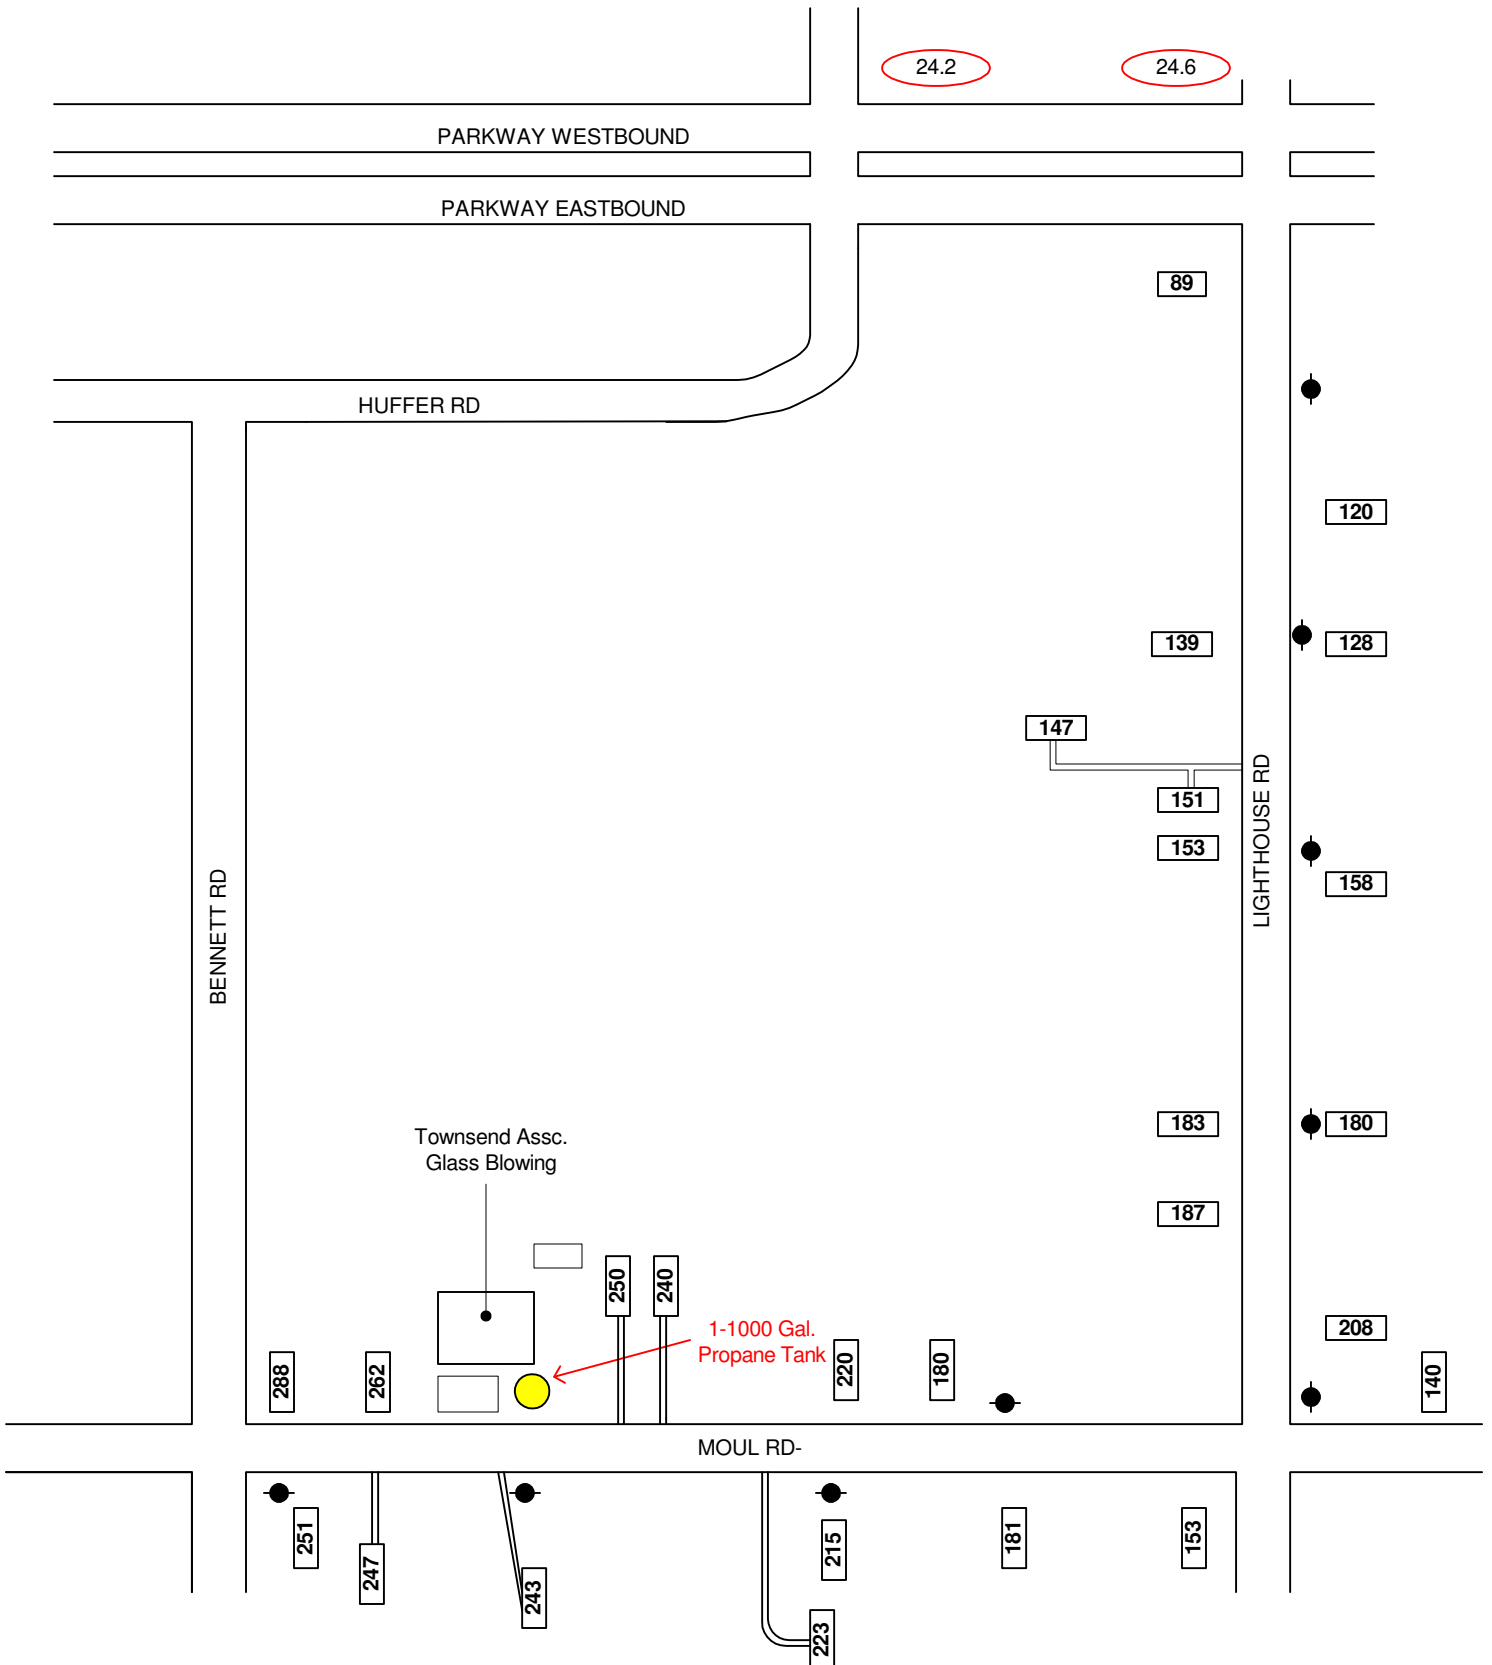 24.2
24.6
PARKWAY WESTBOUND
PARKWAY EASTBOUND
89
HUFFER RD
120
139
128
147
151
153
LIGHTHOUSE RD
158
BENNETT RD
183
180
Townsend Assc.
Glass Blowing
187
250
240
1-1000 Gal.
Propane Tank
208
288
262
220
180
140
MOUL RD-
251
247
243
215
181
153
223